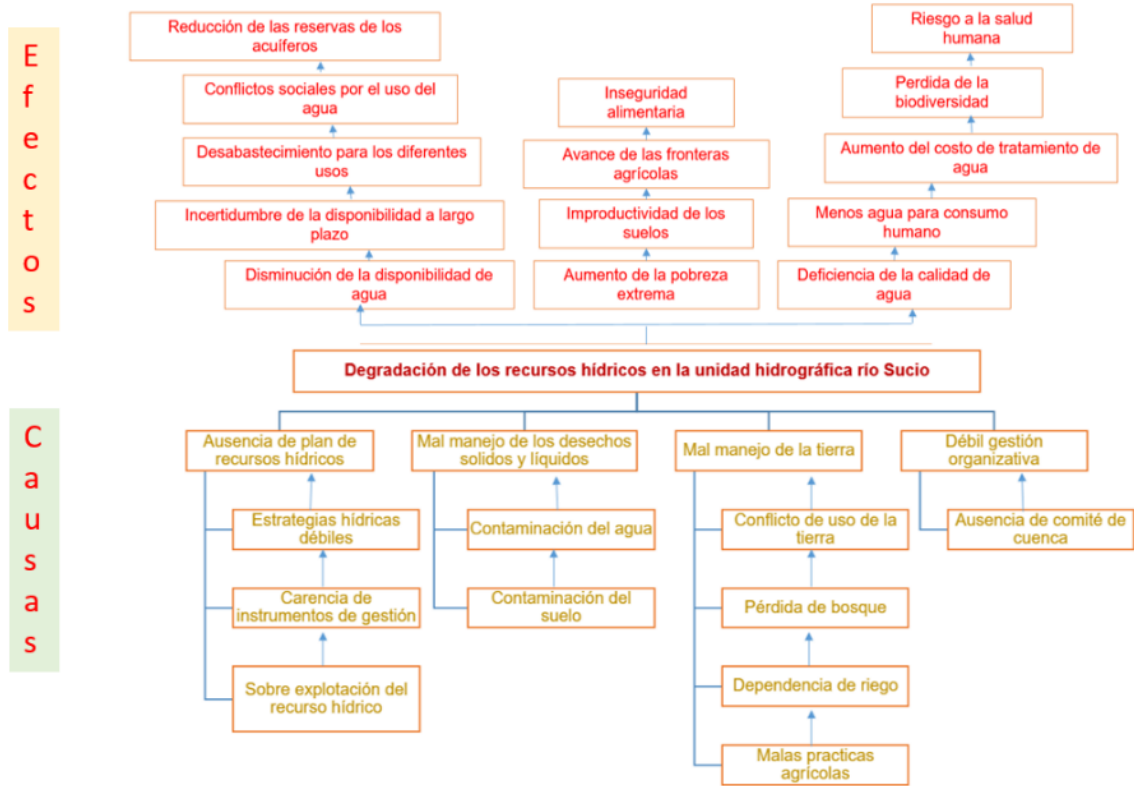 Efectos
Reducción de las reservas de los
acuíferos
Conflictos sociales por el uso del
agua
Desabastecimiento para los diferentes
usos
Incertidumbre de la disponibilidad a largo
plazo
Disminución de la disponibilidad de
agua
Inseguridad
alimentaria
Avance de las fronteras
agrícolas
Improductividad de los
suelos
Aumento de la pobreza
extrema
Riesgo a la salud
humana
Perdida de la
biodiversidad
Aumento del costo de tratamiento de
agua
Menos agua para consumo
humano
Deficiencia de la calidad de
agua
Degradación de los recursos hídricos en la unidad hidrográfica río Sucio
Causas
Ausencia de plan de
recursos hídricos
Estrategias hídricas
débiles
Carencia de
instrumentos de gestión
Sobre explotación del
recurso hídrico
Mal manejo de los desechos
solidos y líquidos
Contaminación del agua
Contaminación del
suelo
Mal manejo de la tierra
Conflicto de uso de la
tierra
Pérdida de bosque
Dependencia de riego
Malas practicas
agrícolas
Débil gestión
organizativa
Ausencia de comité de
cuenca